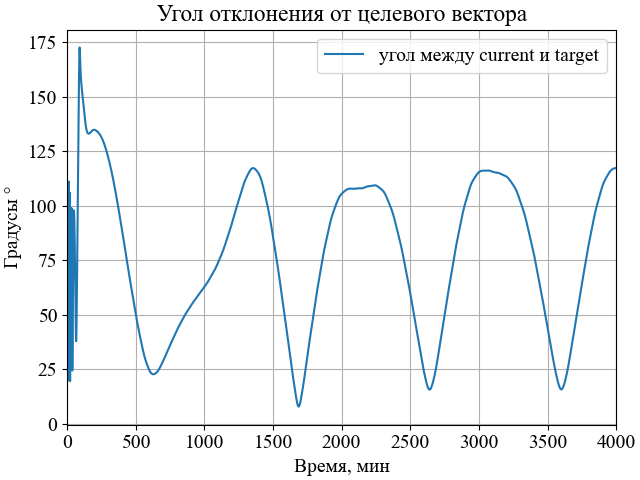 Угол отклонения от целевого вектора
угол между current и target
Градусы °
175
150
125
100
75
50
25
0
0 500 1000 1500 2000 2500 3000 3500 4000
Время, мин